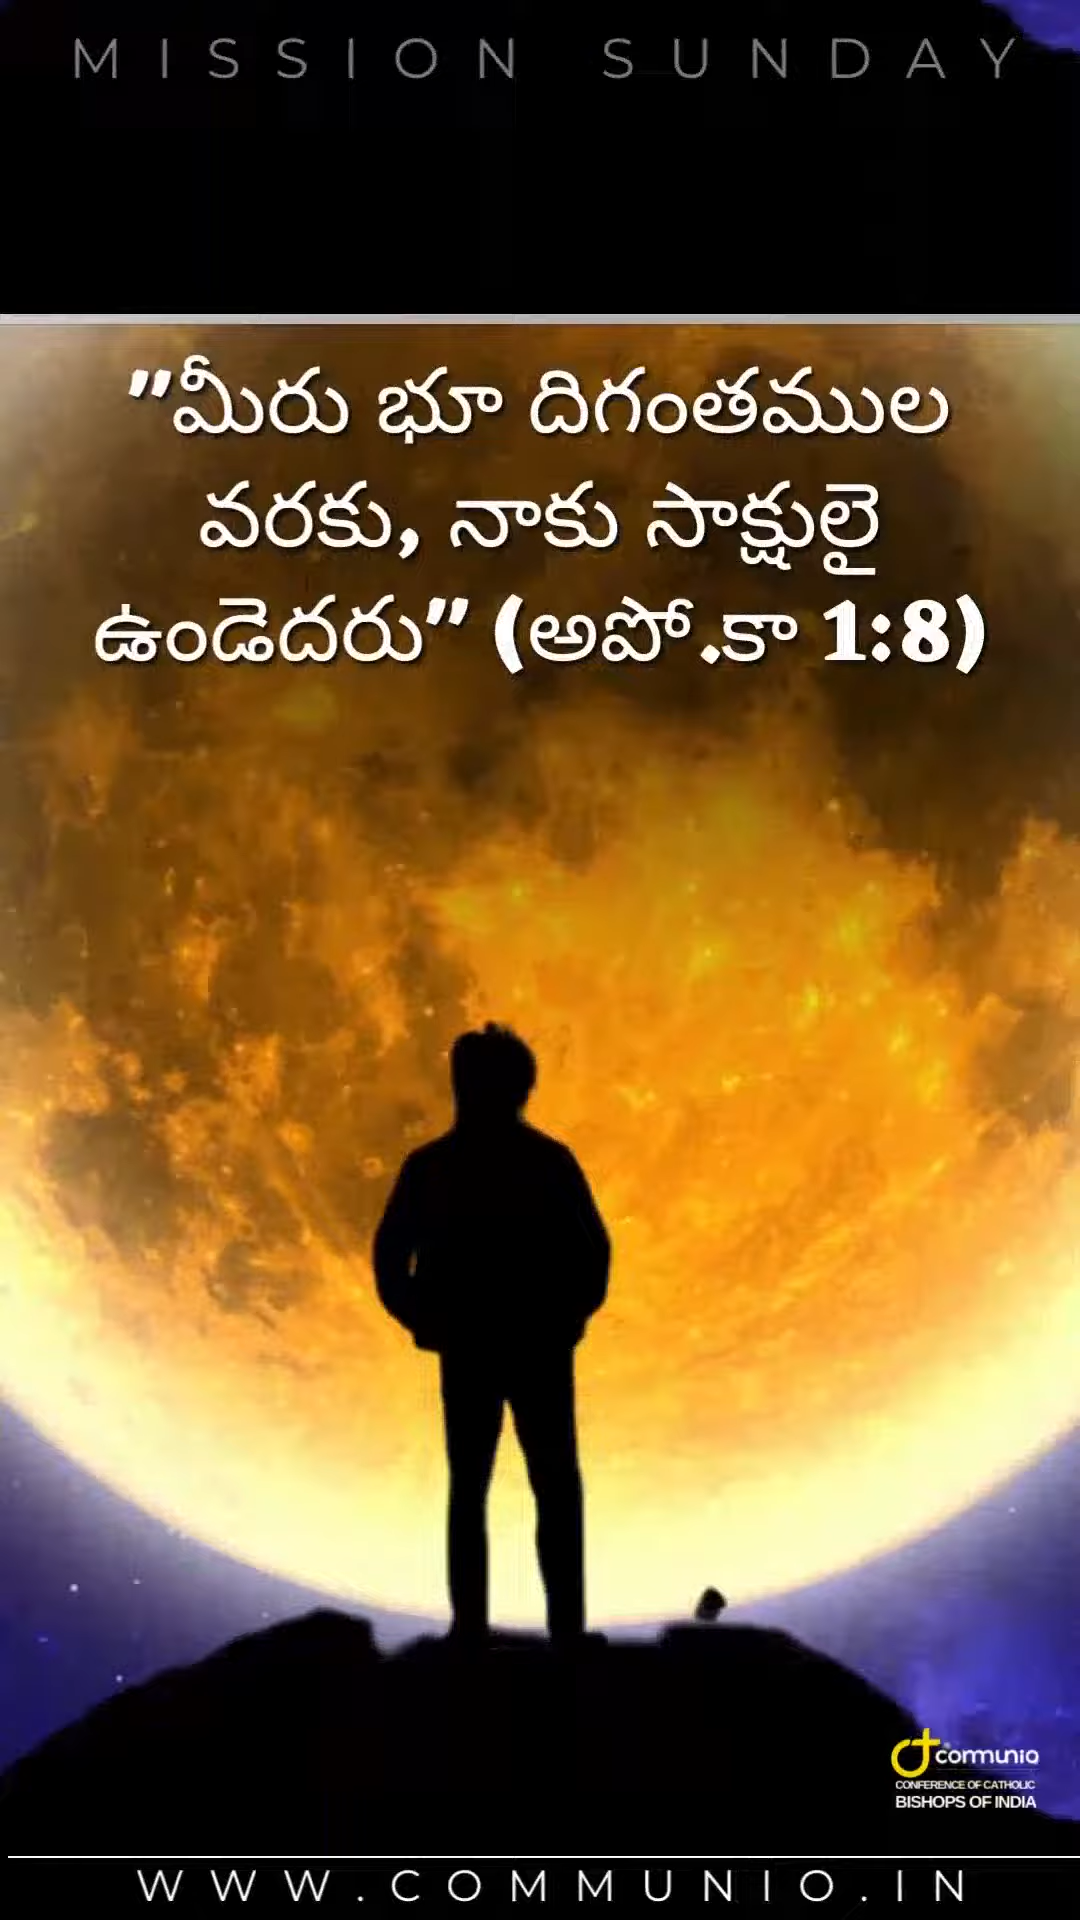 MISSION SUNDAY
"మీరు భూ దిగంతముల
వరకు, నాకు సాక్షులై
ఉండెదరు" (అపో.కా 1:8)
communio
CONFERENCE OF CATHOLIC
BISHOPS OF INDIA
WWW.COMMUNIO.IN